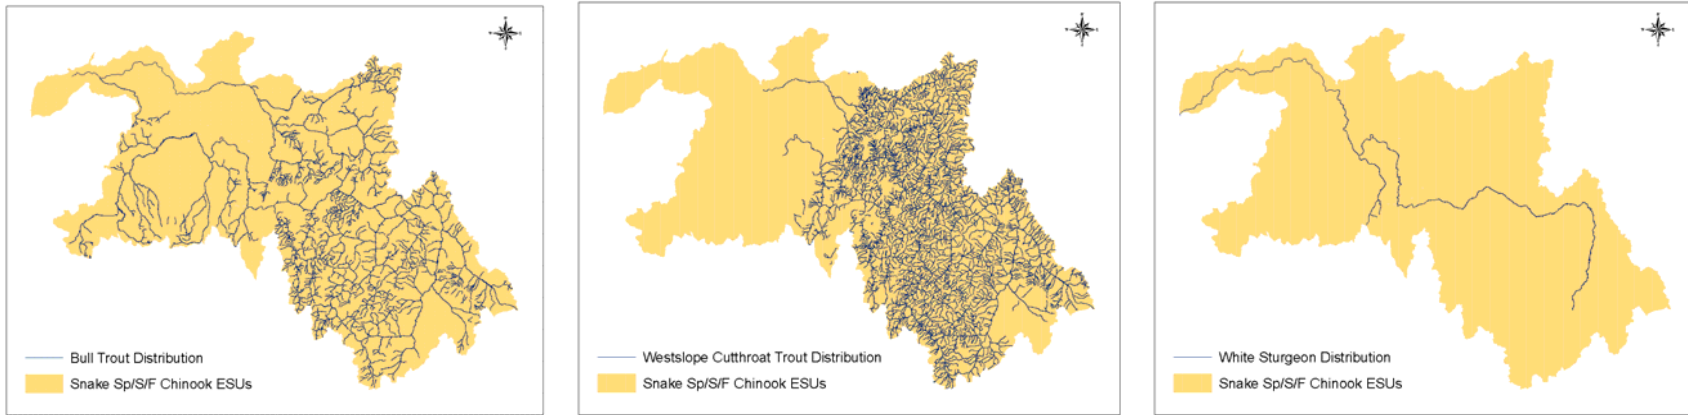 Bull Trout Distribution
Snake Sp/S/F Chinook ESUs
Westslope Cutthroat Trout Distribution
Snake Sp/S/F Chinook ESUs
White Sturgeon Distribution
Snake Sp/S/F Chinook ESUs